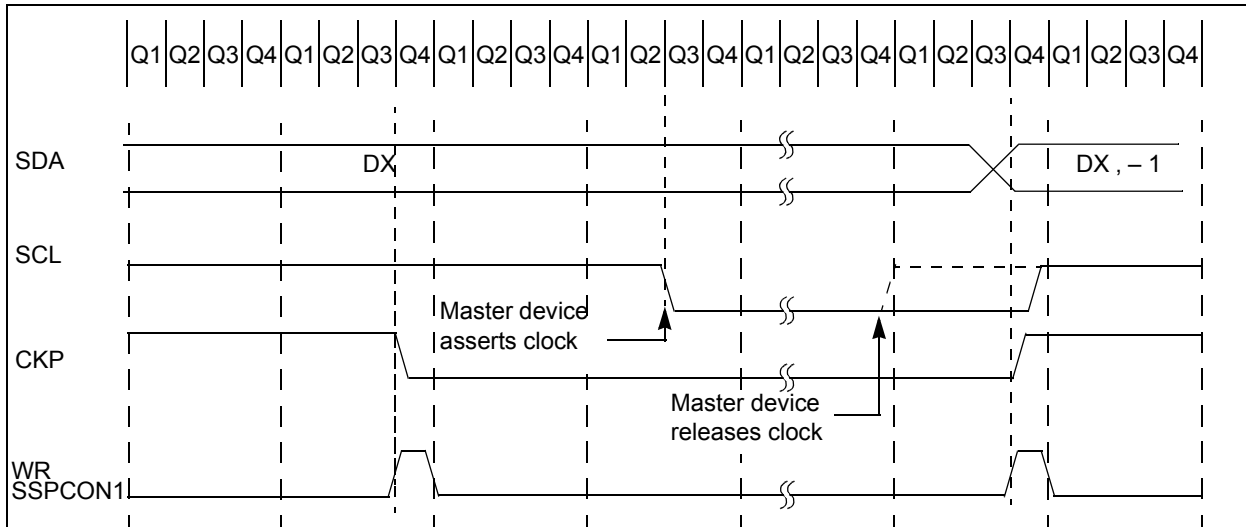 Q1 Q2 Q3 Q4 Q1 Q2 Q3 Q4 Q1 Q2 Q3 Q4 Q1 Q2 Q3 Q4 Q1 Q2 Q3 Q4 Q1 Q2 Q3 Q4 Q1 Q2 Q3 Q4
SDA
DX
DX , – 1
SCL
Master device
asserts clock
CKP
Master device
releases clock
WR
SSPCON1